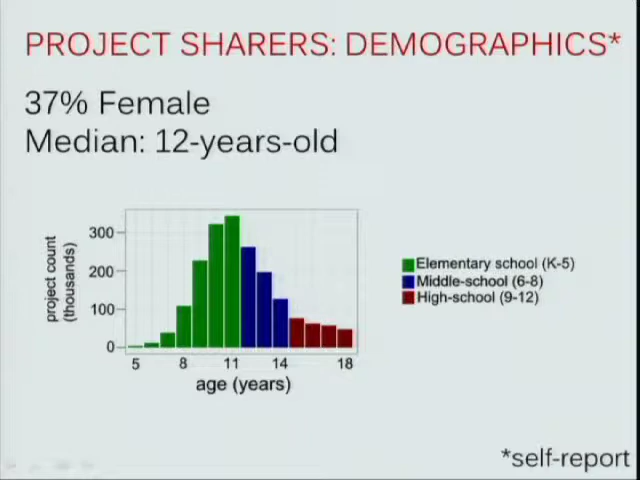 PROJECT SHARERS: DEMOGRAPHICS*
37% Female
Median: 12-years-old
project count
(thousands)
300
200
100
0
5 8 11 14 18
age (years)
Elementary school (K-5)
Middle-school (6-8)
High-school (9-12)
*self-report